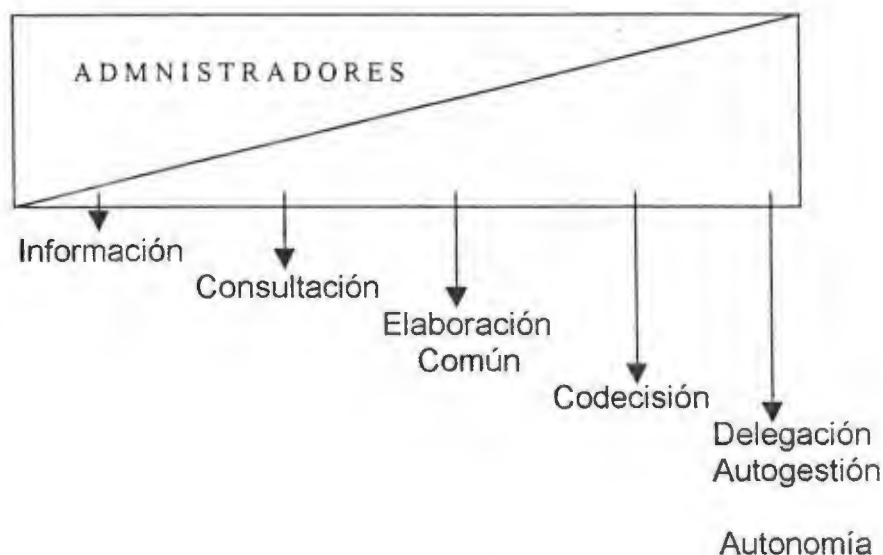 ADMNISTRADORES
Información
Consultación
Elaboración
Común
Codecisión
Delegación
Autogestión
Autonomía